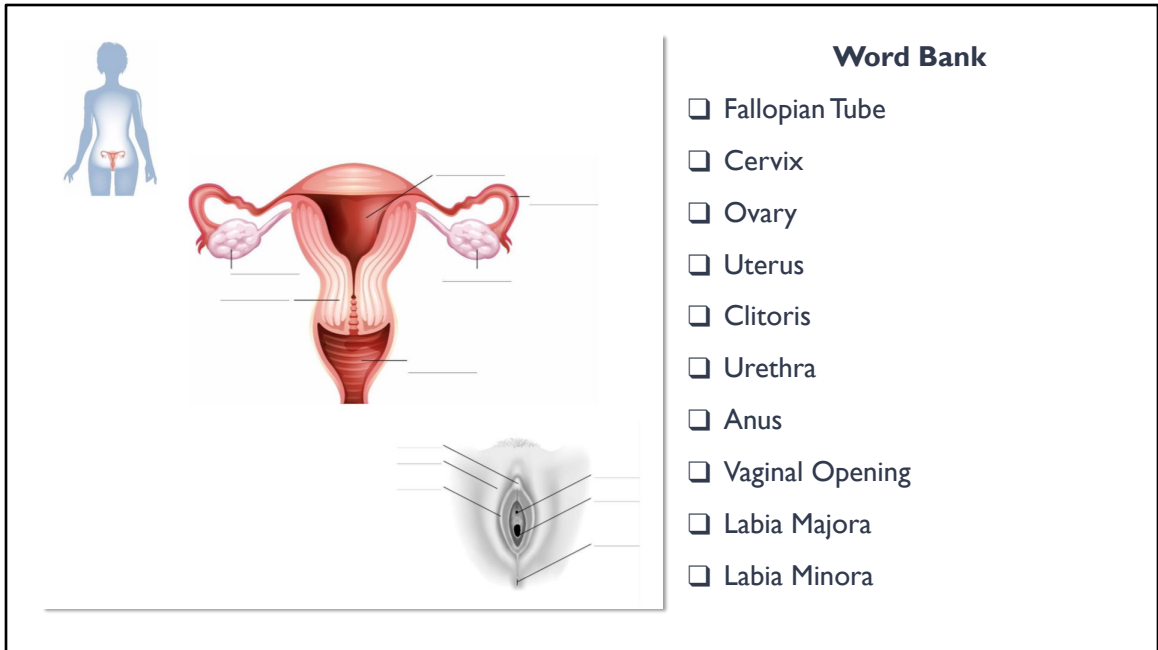 Word Bank
❑ Fallopian Tube
❑ Cervix
❑ Ovary
❑ Uterus
❑ Clitoris
❑ Urethra
❑ Anus
❑ Vaginal Opening
❑ Labia Majora
❑ Labia Minora